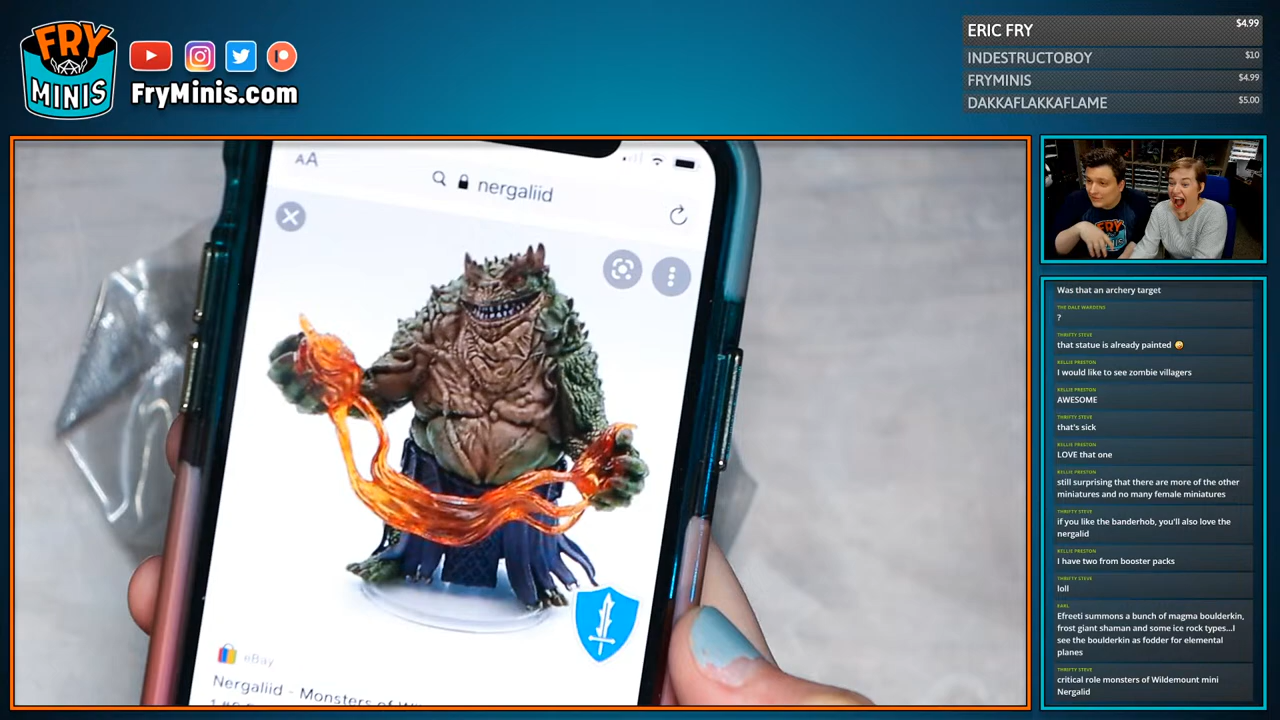 FRY
MINIS
FryMinis.com
ERIC FRY $4.99
INDESTRUCTOBOY $10
FRYMINIS $4.99
DAKKAFLAKKAFLAME $5.00
AA
nergaliid
eBay
Nergaliid - Monsters of
Was that an archery target
THE DALE WARDENS
?
THRIFTY STEVE
that statue is already painted
KELLIE PRESTON
I would like to see zombie villagers
KELLIE PRESTON
AWESOME
THRIFTY STEVE
that's sick
KELLIE PRESTON
LOVE that one
KELLIE PRESTON
still surprising that there are more of the other
miniatures and no many female miniatures
THRIFTY STEVE
if you like the banderhob, you'll also love the
nergalid
KELLIE PRESTON
I have two from booster packs
THRIFTY STEVE
loll
KARL
Efreeti summons a bunch of magma boulderkin,
frost giant shaman and some ice rock types...I
see the boulderkin as fodder for elemental
planes
THRIFTY STEVE
critical role monsters of Wildemount mini
Nergalid